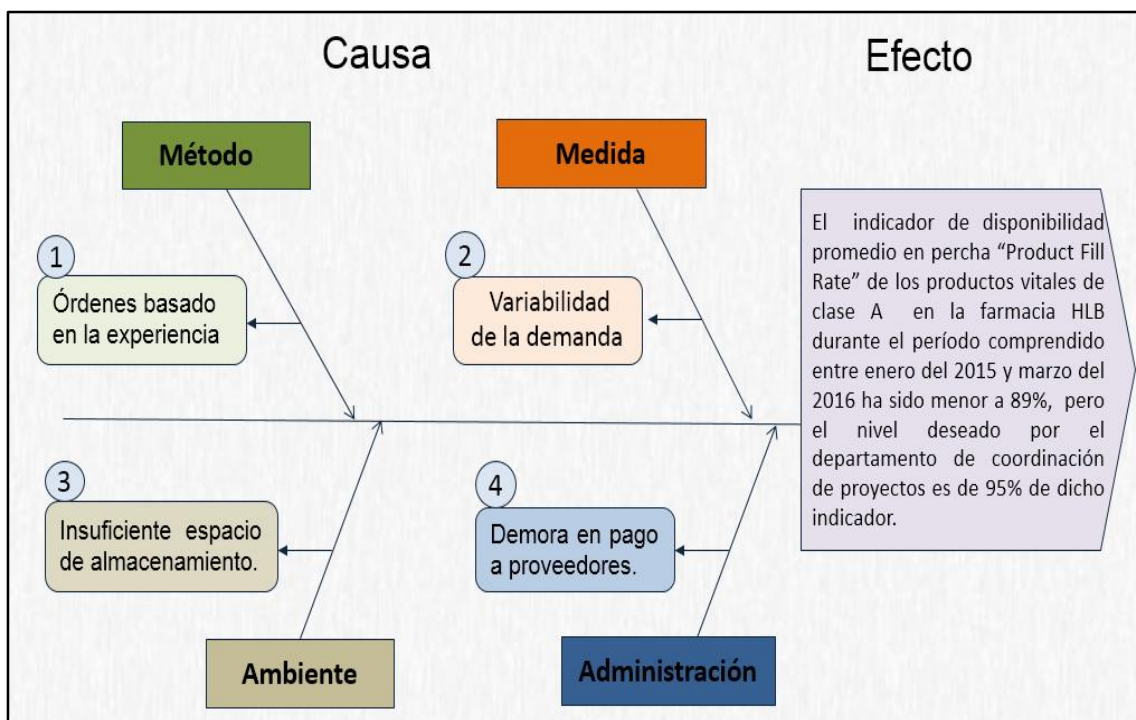 Causa
Efecto
Método
Medida
1
Órdenes basado
en la experiencia
2
Variabilidad
de la demanda
El indicador de disponibilidad
promedio en percha “Product Fill
Rate” de los productos vitales de
clase A en la farmacia HLB
durante el período comprendido
entre enero del 2015 y marzo del
2016 ha sido menor a 89%, pero
el nivel deseado por el
departamento de coordinación
de proyectos es de 95% de dicho
indicador.
3
Insuficiente espacio
de almacenamiento.
4
Demora en pago
a proveedores.
Ambiente
Administración